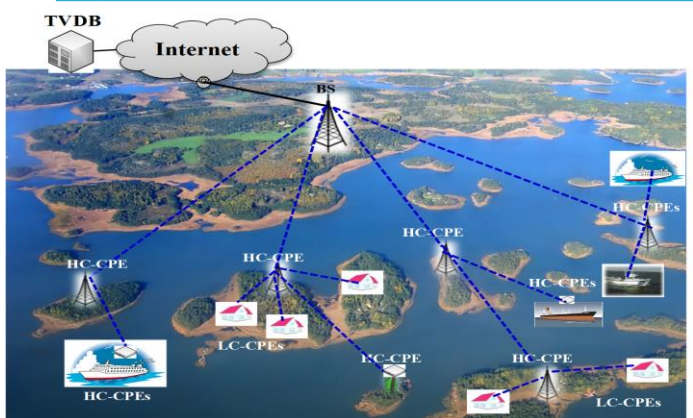 TVDB
Internet
BS
HC-CPEs
HC-CPE
HC-CPE
HC-CPE
HC-CPEs
LC-CPEs
HC-CPE
HC-CPE
HC-CPEs
LC-CPEs